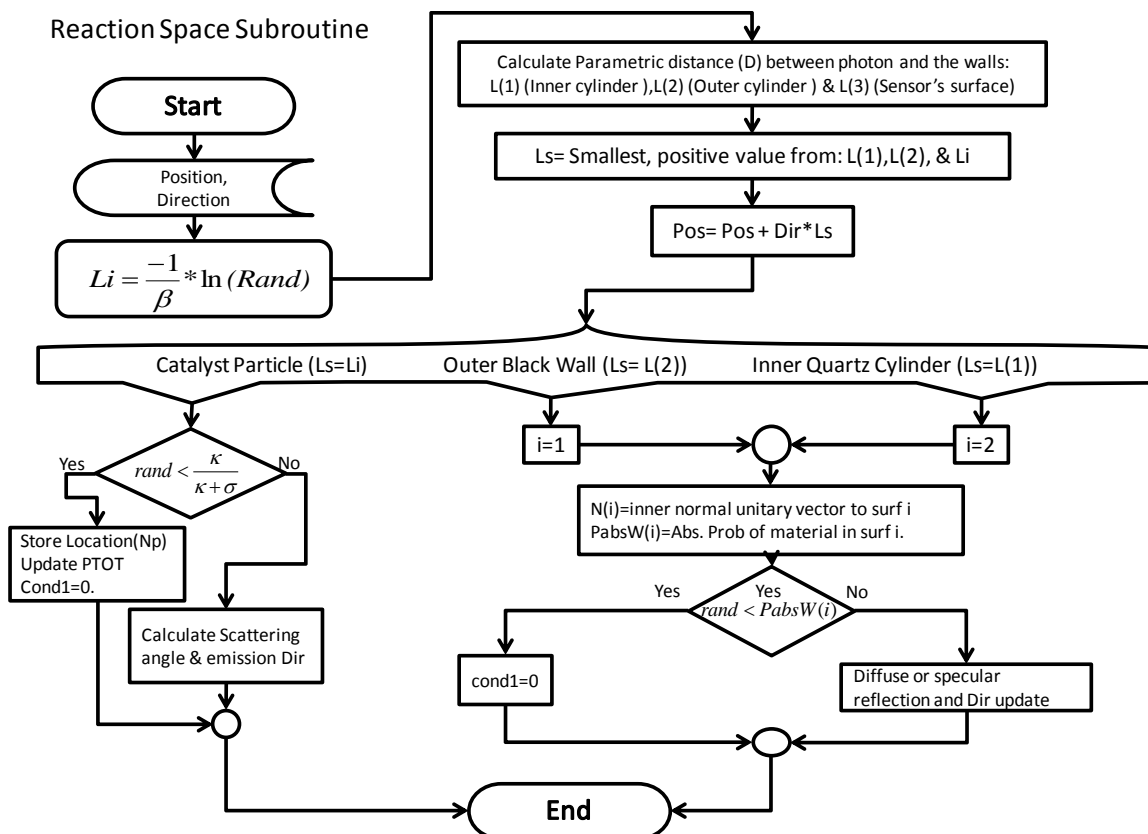 Reaction Space Subroutine
Start
Position,
Direction
Li = -1/β * ln (Rand)
Calculate Parametric distance (D) between photon and the walls:
L(1) (Inner cylinder ),L(2) (Outer cylinder ) & L(3) (Sensor's surface)
Ls= Smallest, positive value from: L(1),L(2), & Li
Pos= Pos + Dir*Ls
Catalyst Particle (Ls=Li)
Outer Black Wall (Ls= L(2))
Inner Quartz Cylinder (Ls=L(1))
Yes
rand < κ/(κ+σ)
No
i=1
i=2
Store Location(Np)
Update PTOT
Cond1=0.
Calculate Scattering
angle & emission Dir
N(i)=inner normal unitary vector to surf i
PabsW(i)=Abs. Prob of material in surf i.
Yes
Yes
No
rand < PabsW(i)
cond1=0
Diffuse or specular
reflection and Dir update
End